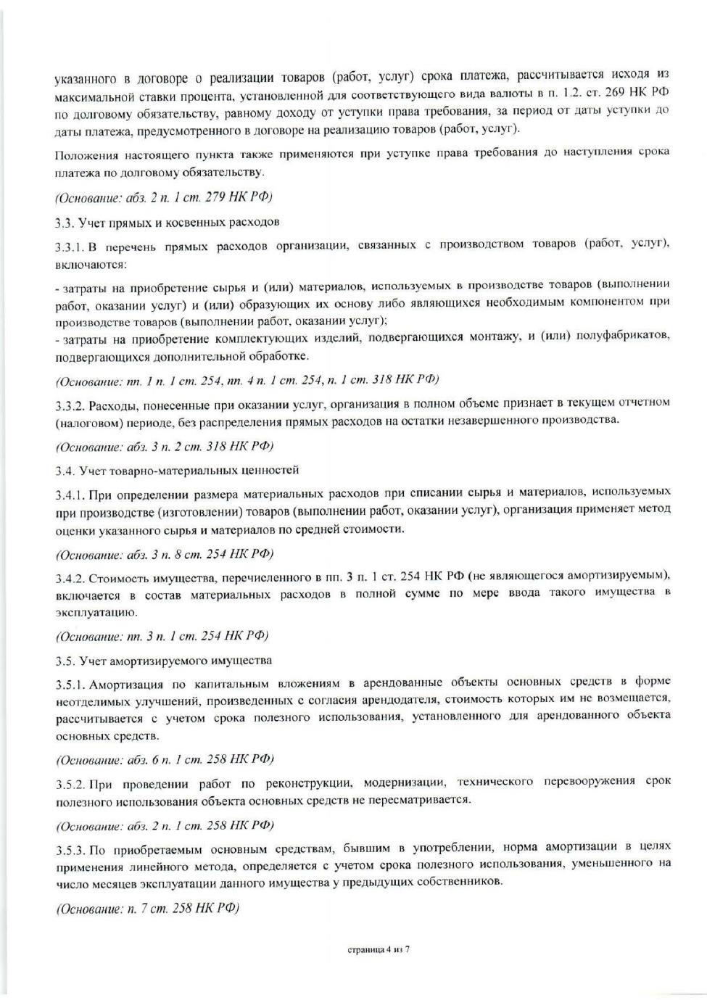 указанного в договоре о реализации товаров (работ, услуг) срока платежа, рассчитывается исходя из
максимальной ставки процента, установленной для соответствующего вида валюты в п. 1.2. ст. 269 НК РФ
по долговому обязательству, равному доходу от уступки права требования, за период от даты уступки до
даты платежа, предусмотренного в договоре на реализацию товаров (работ, услуг).
Положения настоящего пункта также применяются при уступке права требования до наступления срока
платежа по долговому обязательству.
(Основание: абз. 2 п. 1 ст. 279 НК РФ)
3.3. Учет прямых и косвенных расходов
3.3.1. В перечень прямых расходов организации, связанных с производством товаров (работ, услуг),
включаются:
- затраты на приобретение сырья и (или) материалов, используемых в производстве товаров (выполнении
работ, оказании услуг) и (или) образующих их основу либо являющихся необходимым компонентом при
производстве товаров (выполнении работ, оказании услуг);
- затраты на приобретение комплектующих изделий, подвергающихся монтажу, и (или) полуфабрикатов,
подвергающихся дополнительной обработке.
(Основание: пп. 1 п. 1 ст. 254, пп. 4 п. 1 ст. 254, п. 1 ст. 318 НК РФ)
3.3.2. Расходы, понесенные при оказании услуг, организация в полном объеме признает в текущем отчетном
(налоговом) периоде, без распределения прямых расходов на остатки незавершенного производства.
(Основание: абз. 3 п. 2 ст. 318 НК РФ)
3.4. Учет товарно-материальных ценностей
3.4.1. При определении размера материальных расходов при списании сырья и материалов, используемых
при производстве (изготовлении) товаров (выполнении работ, оказании услуг), организация применяет метод
оценки указанного сырья и материалов по средней стоимости.
(Основание: абз. 3 п. 8 ст. 254 НК РФ)
3.4.2. Стоимость имущества, перечисленного в пп. 3 п. 1 ст. 254 НК РФ (не являющегося амортизируемым),
включается в состав материальных расходов в полной сумме по мере ввода такого имущества в
эксплуатацию.
(Основание: пп. 3 п. 1 ст. 254 НК РФ)
3.5. Учет амортизируемого имущества
3.5.1. Амортизация по капитальным вложениям в арендованные объекты основных средств в форме
неотделимых улучшений, произведенных с согласия арендодателя, стоимость которых им не возмещается,
рассчитывается с учетом срока полезного использования, установленного для арендованного объекта
основных средств.
(Основание: абз. 6 п. 1 ст. 258 НК РФ)
3.5.2. При проведении работ по реконструкции, модернизации, технического перевооружения срок
полезного использования объекта основных средств не пересматривается.
(Основание: абз. 2 п. 1 ст. 258 НК РФ)
3.5.3. По приобретаемым основным средствам, бывшим в употреблении, норма амортизации в целях
применения линейного метода, определяется с учетом срока полезного использования, уменьшенного на
число месяцев эксплуатации данного имущества у предыдущих собственников.
(Основание: п. 7 ст. 258 НК РФ)
страница 4 из 7